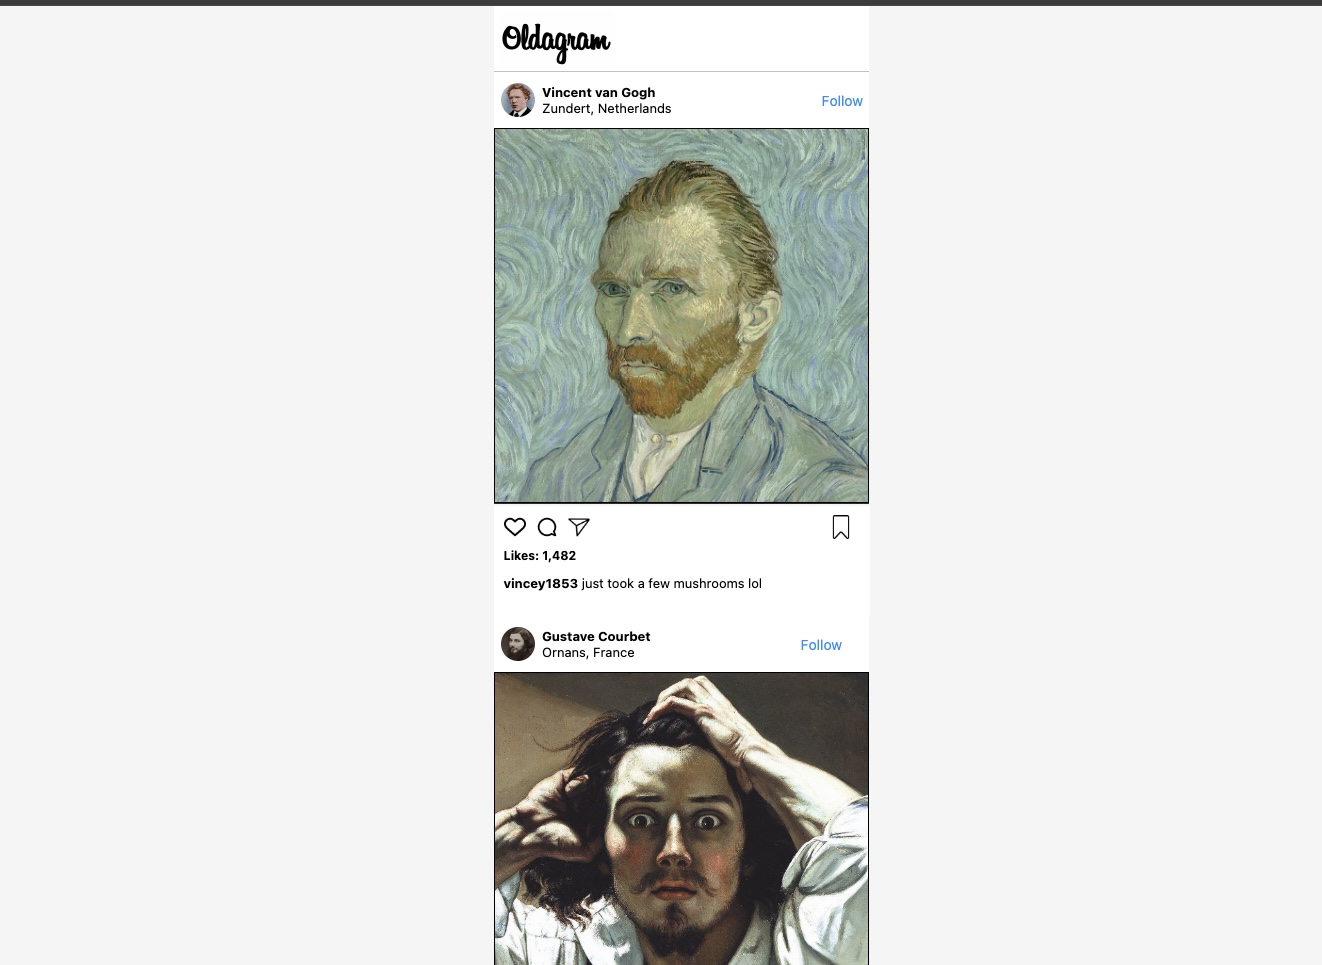 Oldagram
Vincent van Gogh
Zundert, Netherlands
Follow
Likes: 1,482
vincey1853 just took a few mushrooms lol
Gustave Courbet
Ornans, France
Follow